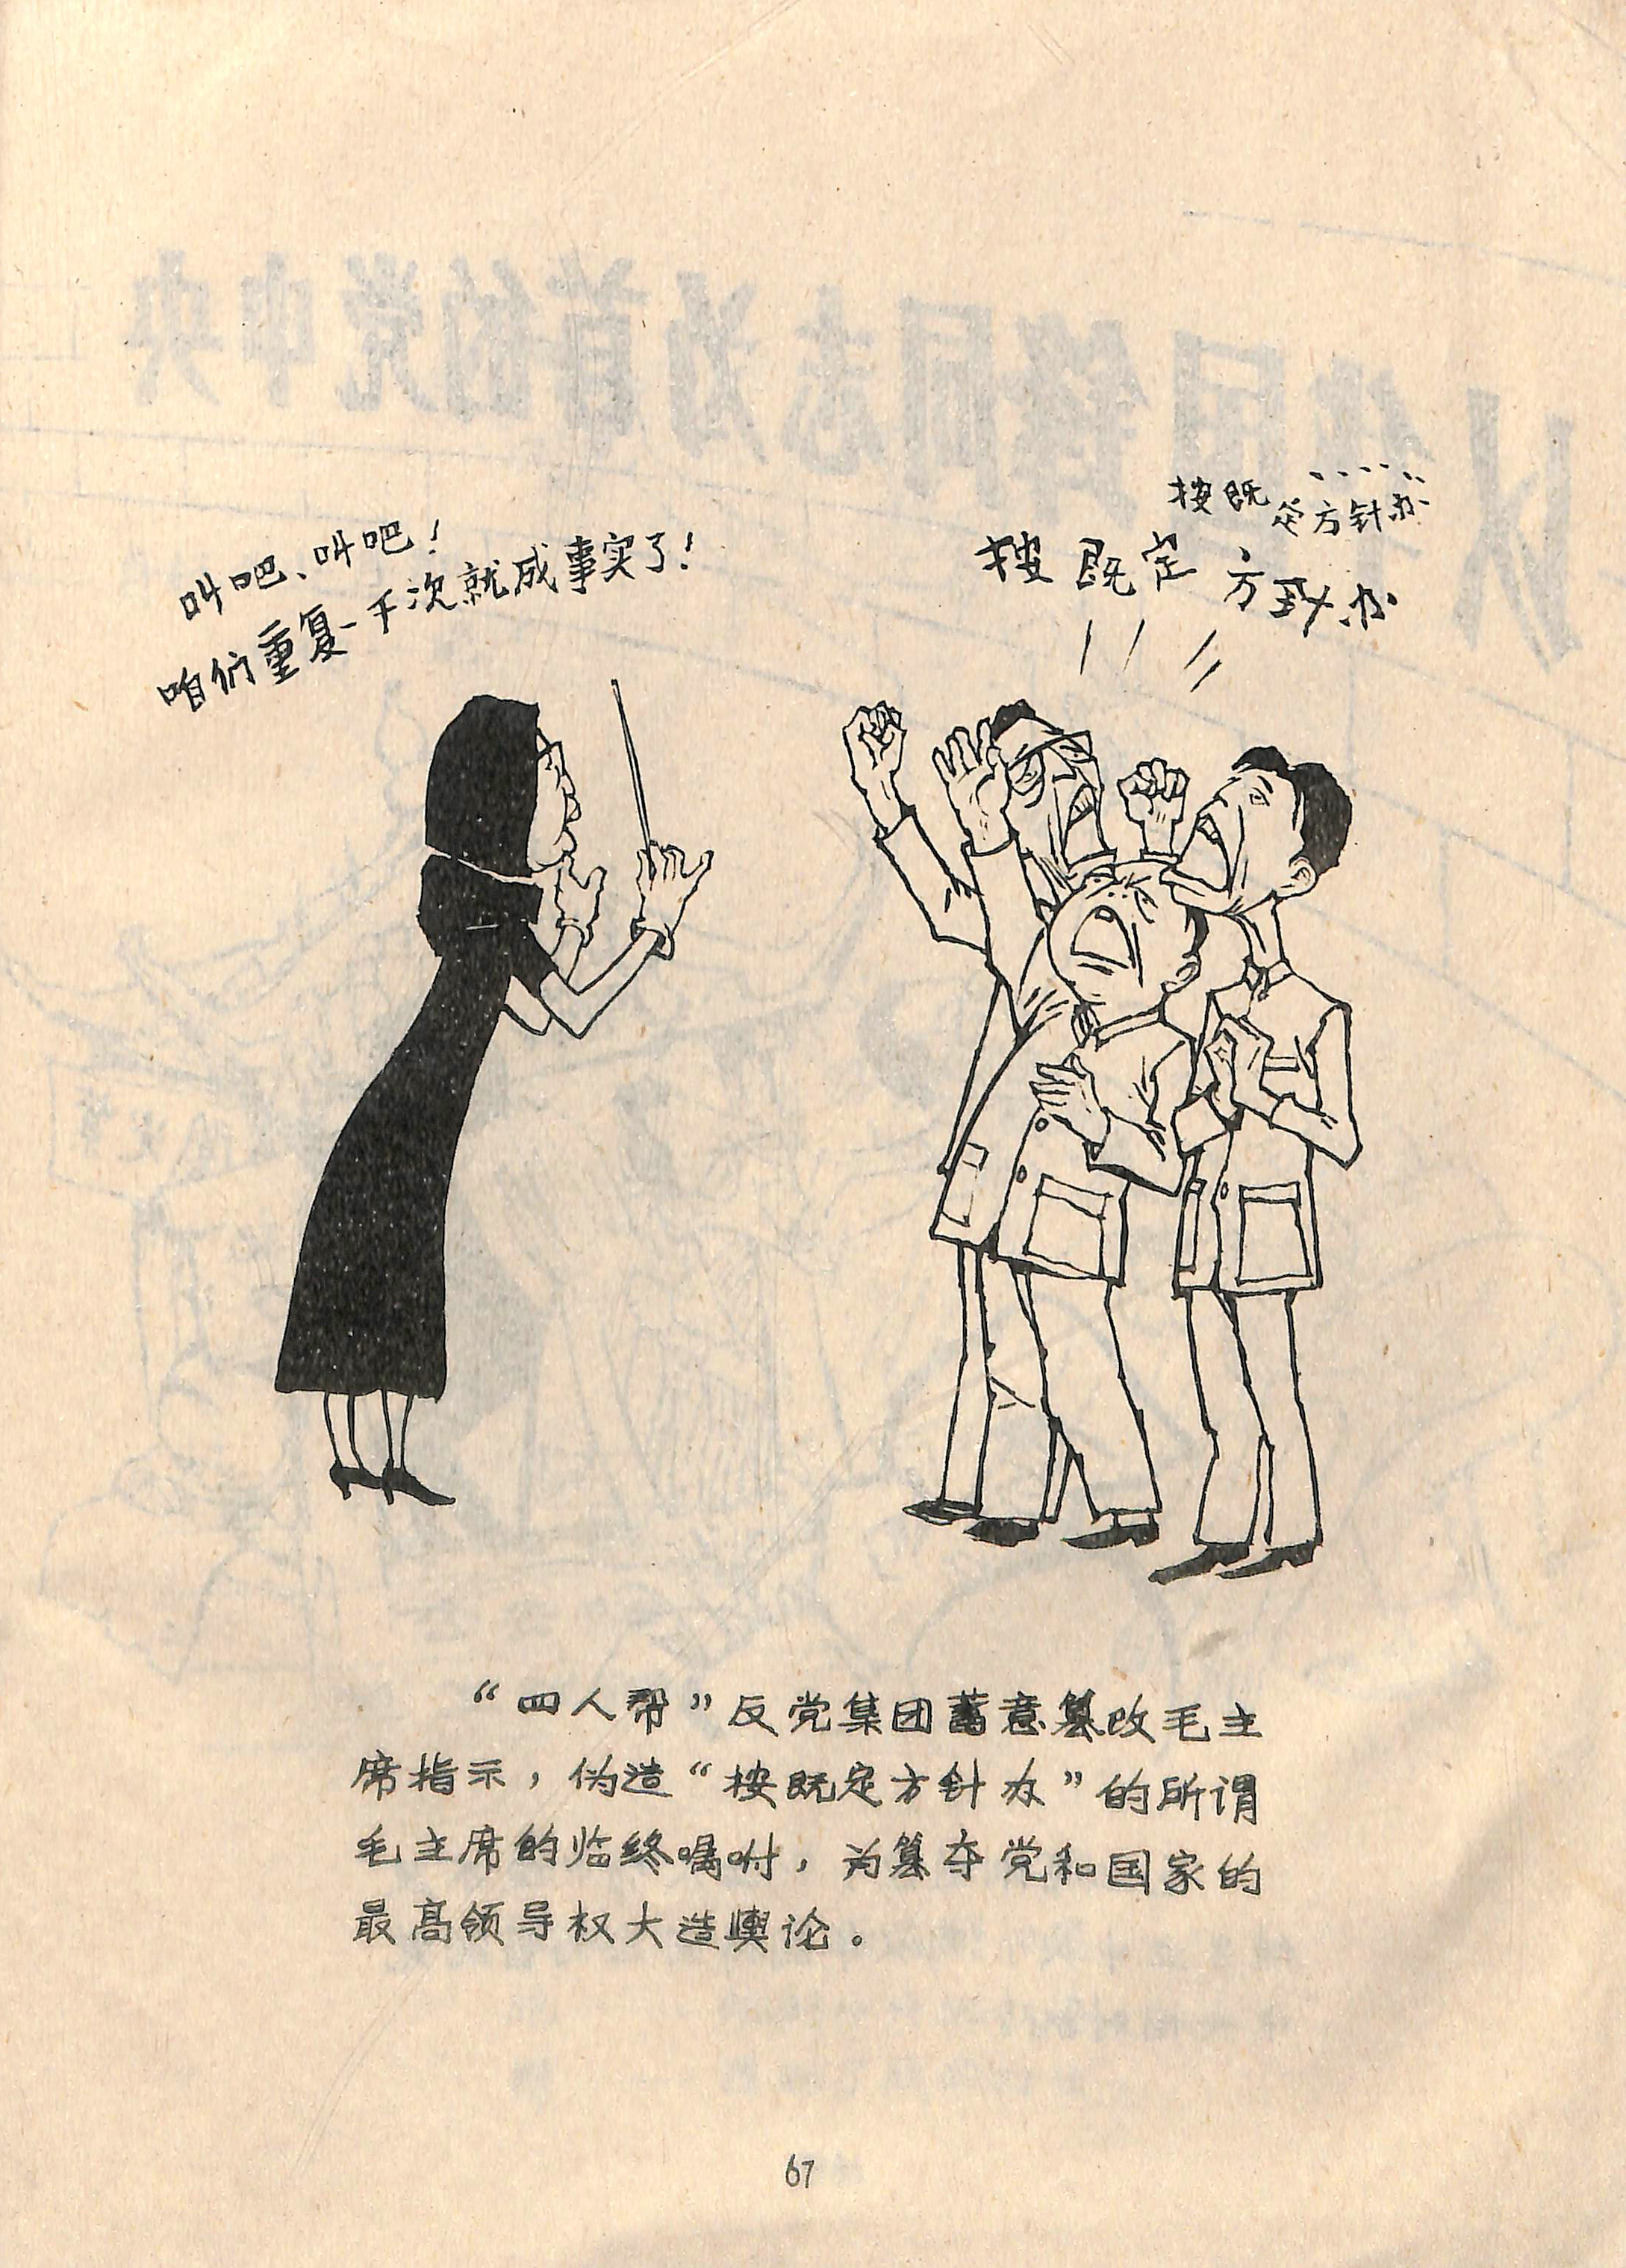 叫吧、叫吧！
咱们重复一千次就成事实了！
按既定方针办……
按既定方针办
“四人帮”反党集团蓄意篡改毛主
席指示，伪造“按既定方针办”的所谓
毛主席的临终嘱咐，为篡夺党和国家的
最高领导权大造舆论。
67